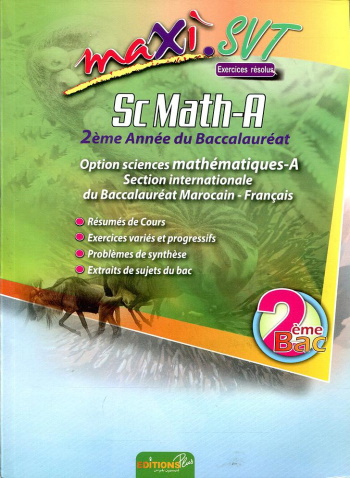 maxi.SVT
Exercices résolus
Sc Math-A
2ème Année du Baccalauréat
Option sciences mathématiques-A
Section internationale
du Baccalauréat Marocain - Français
Résumés de Cours
Exercices variés et progressifs
Problèmes de synthèse
Extraits de sujets du bac
2ème
Bac
EDITIONS Plus